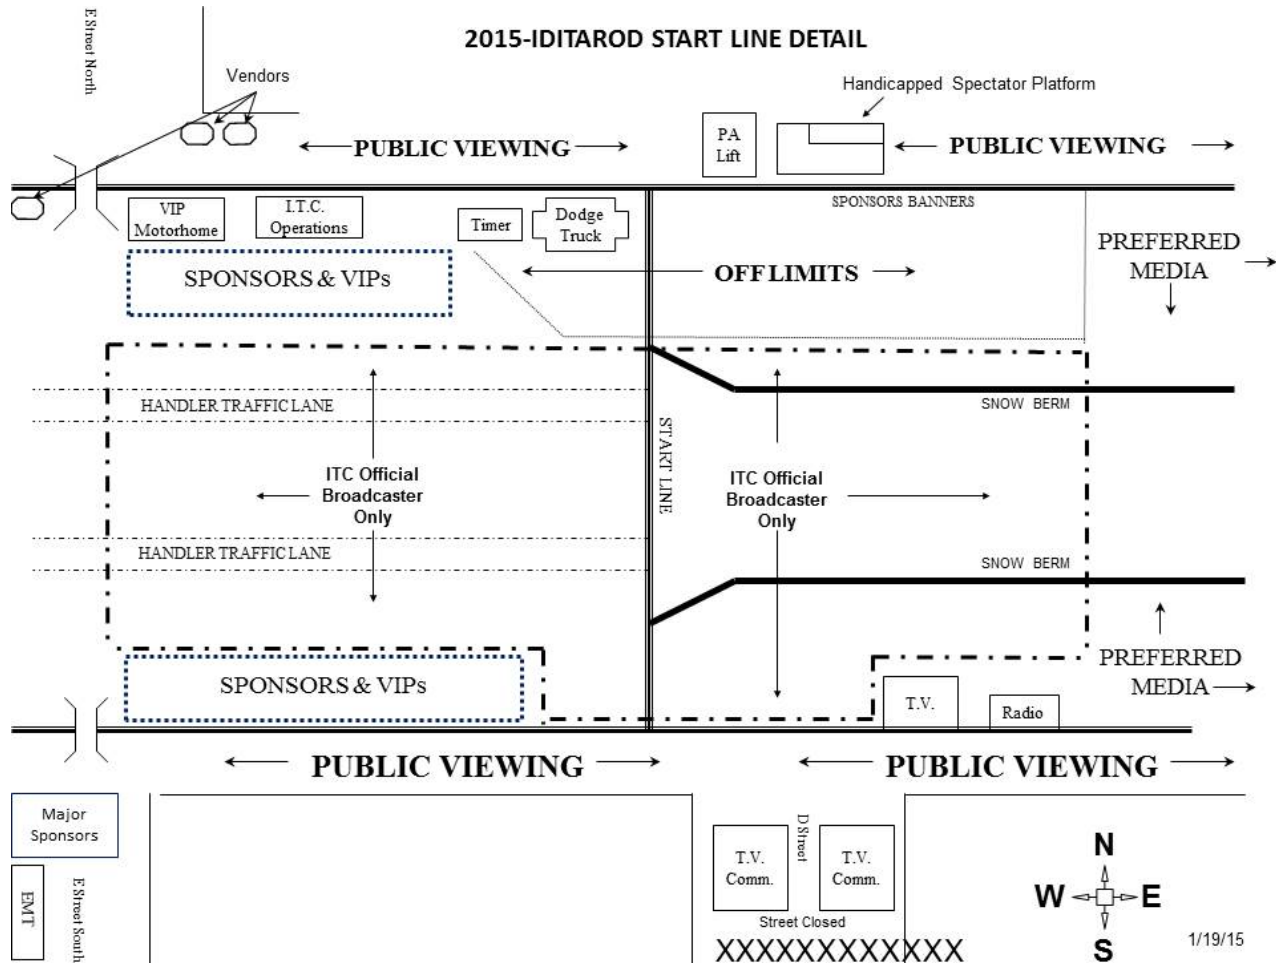 2015-IDITAROD START LINE DETAIL
E Street North
Vendors
Handicapped Spectator Platform
PUBLIC VIEWING
PA
Lift
PUBLIC VIEWING
VIP
Motorhome
I.T.C.
Operations
Timer
Dodge
Truck
SPONSORS BANNERS
SPONSORS & VIPs
OFF LIMITS
PREFERRED
MEDIA
HANDLER TRAFFIC LANE
SNOW BERM
START LINE
ITC Official
Broadcaster
Only
ITC Official
Broadcaster
Only
HANDLER TRAFFIC LANE
SNOW BERM
SPONSORS & VIPs
PREFERRED
MEDIA
T.V.
Radio
PUBLIC VIEWING
PUBLIC VIEWING
Major
Sponsors
EMT
E Street South
T.V.
Comm.
D Street
T.V.
Comm.
Street Closed
XXXXXXXXXXXX
N
W
E
S
1/19/15